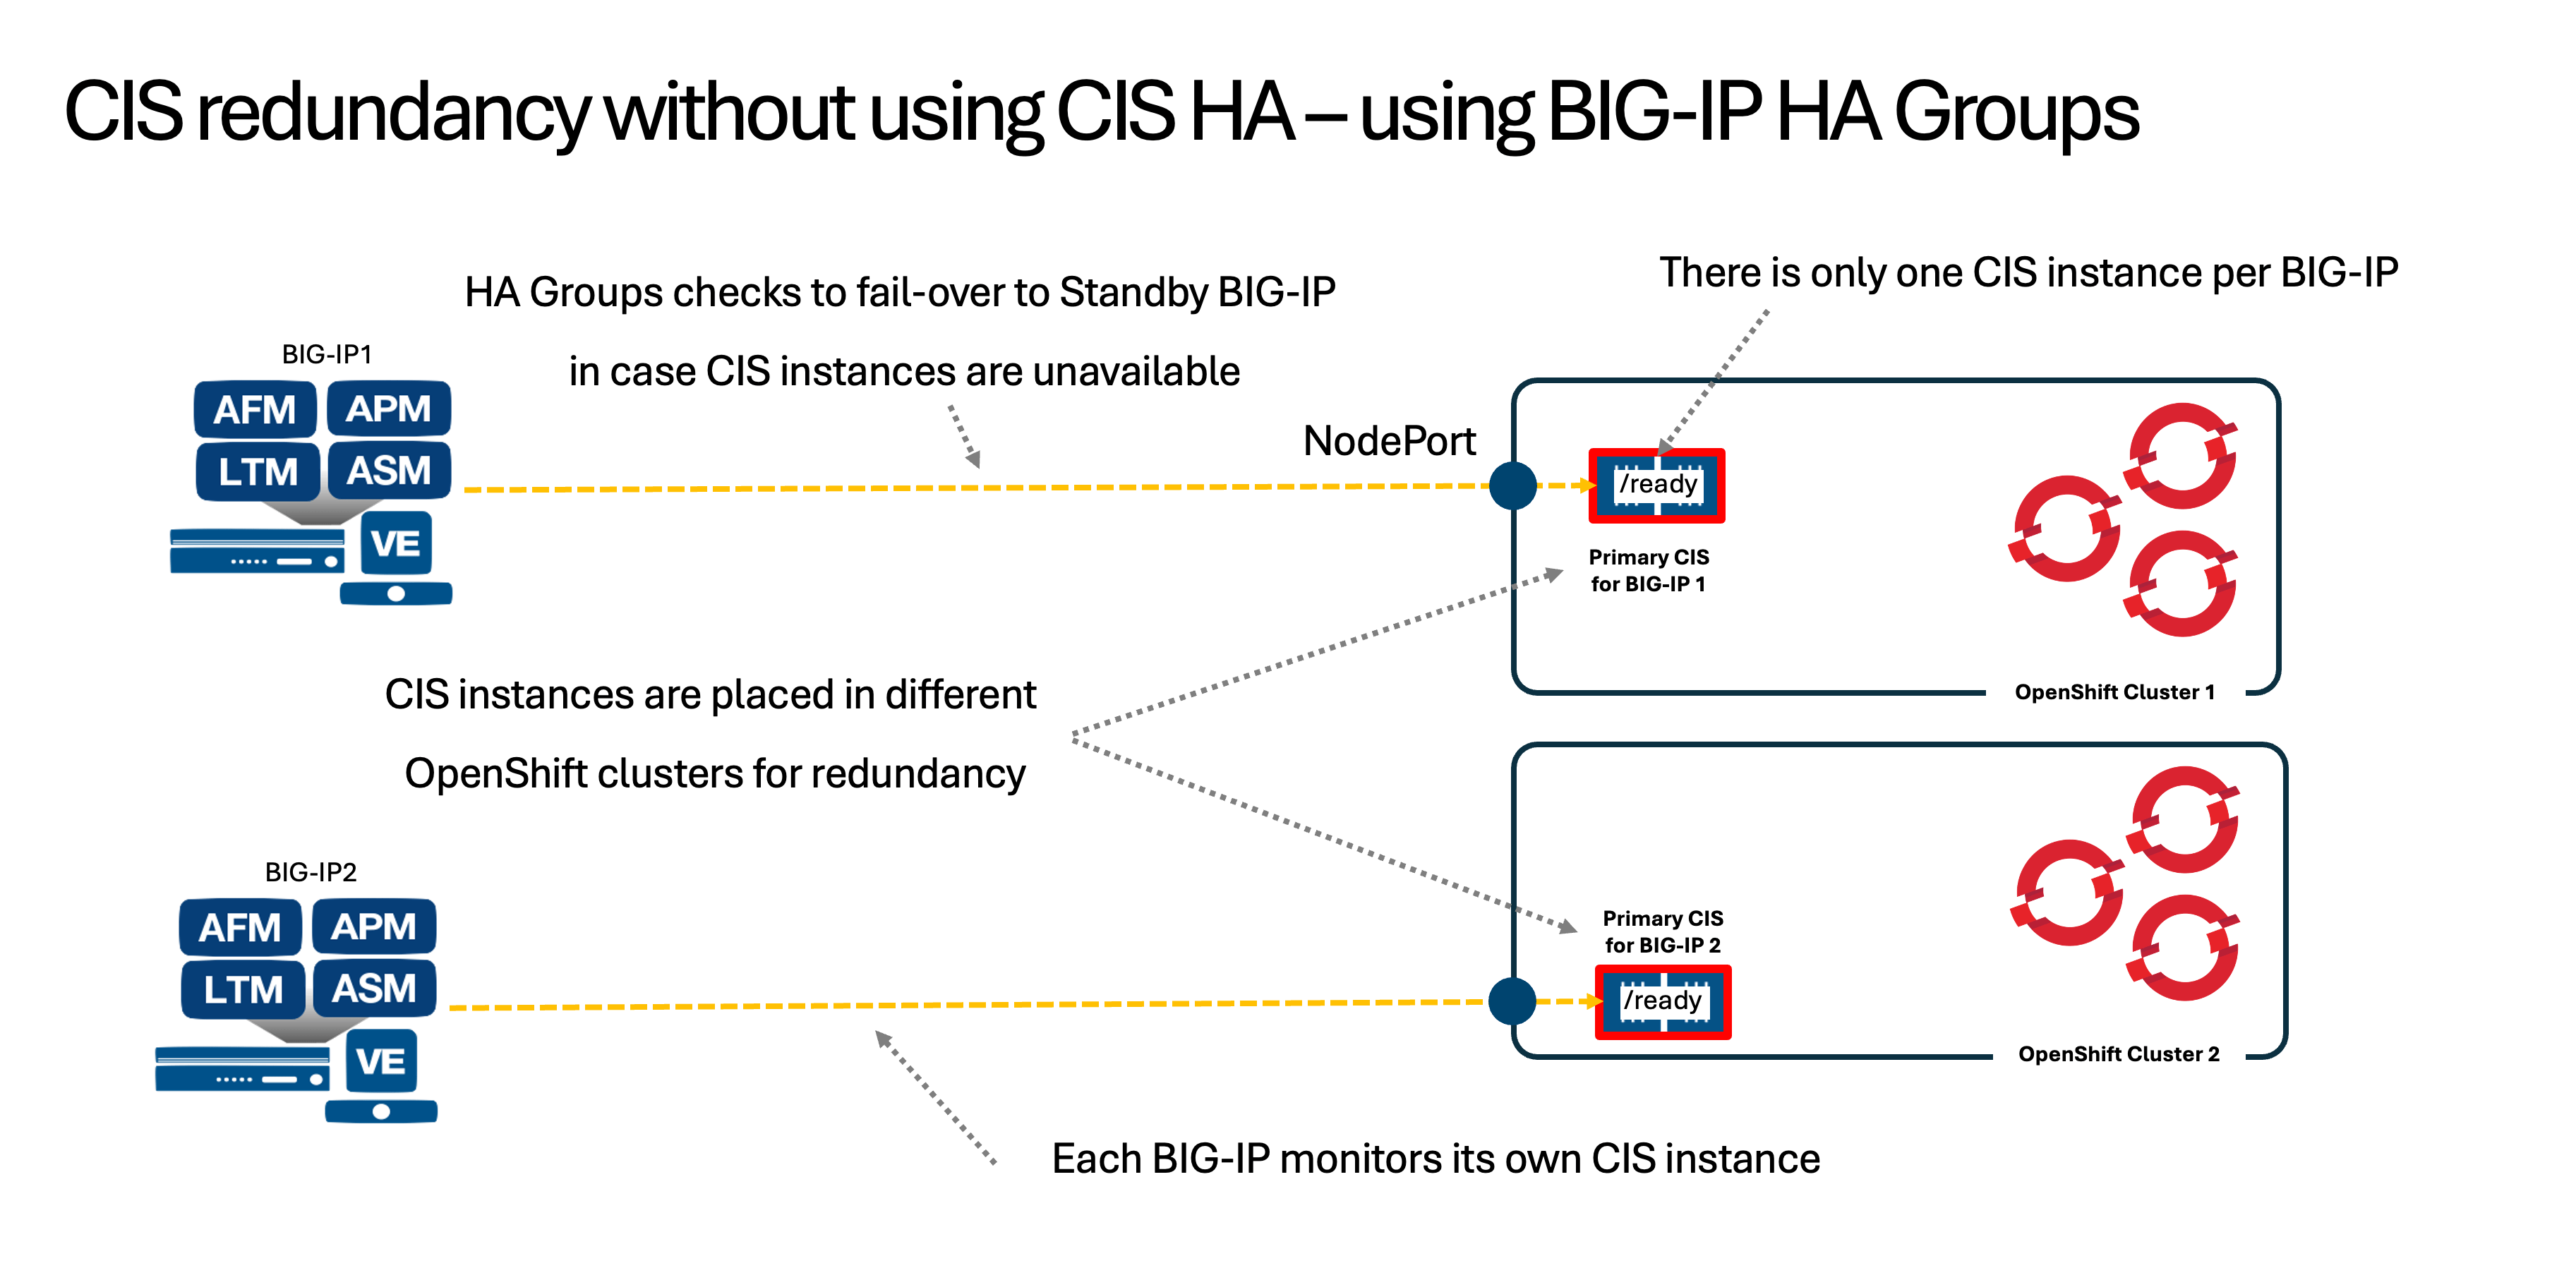 CIS redundancy without using CIS HA – using BIG-IP HA Groups
HA Groups checks to fail-over to Standby BIG-IP
in case CIS instances are unavailable
There is only one CIS instance per BIG-IP
BIG-IP1
AFM APM
LTM ASM
VE
NodePort
/ready
Primary CIS
for BIG-IP 1
OpenShift Cluster 1
CIS instances are placed in different
OpenShift clusters for redundancy
BIG-IP2
AFM APM
LTM ASM
VE
Primary CIS
for BIG-IP 2
/ready
OpenShift Cluster 2
Each BIG-IP monitors its own CIS instance